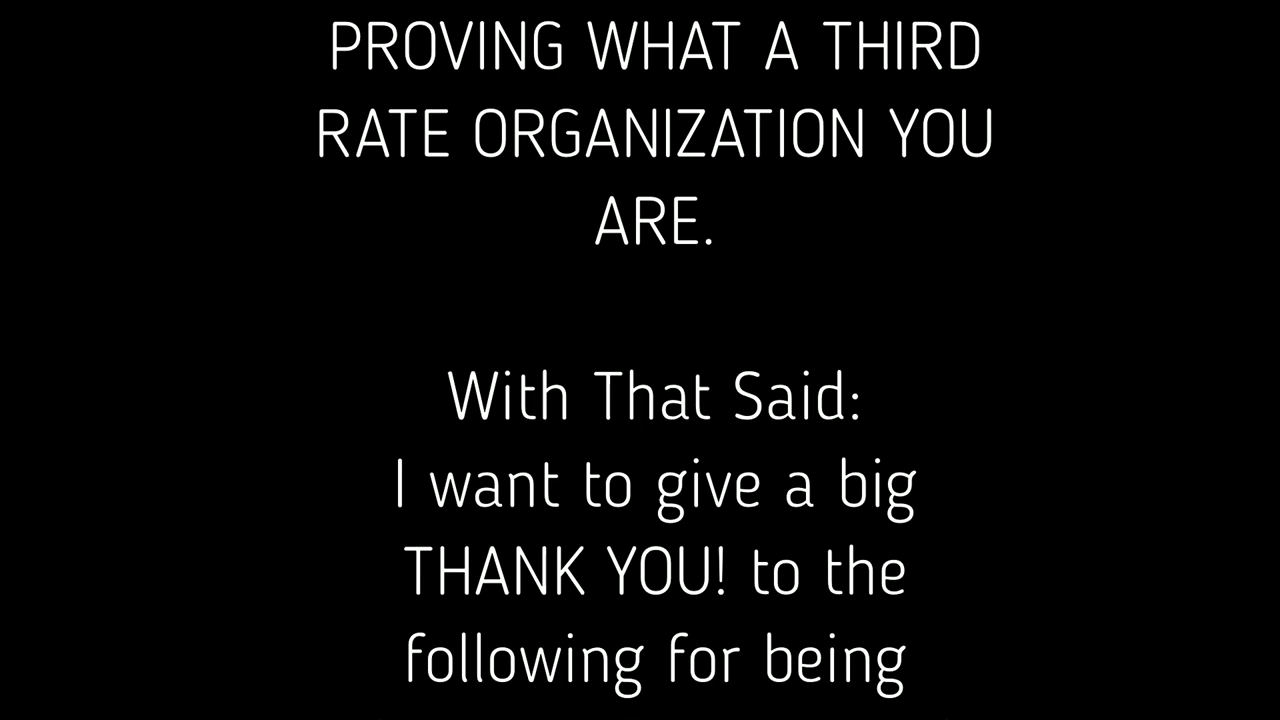 PROVING WHAT A THIRD
RATE ORGANIZATION YOU
ARE.
With That Said:
I want to give a big
THANK YOU! to the
following for being